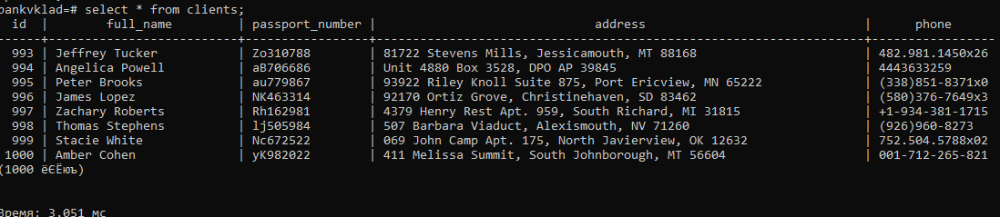 bankvklad=# select * from clients;
id | full_name | passport_number | address | phone
993 | Jeffrey Tucker | Zo310788 | 81722 Stevens Mills, Jessicamouth, MT 88168 | 482.981.1450x26
994 | Angelica Powell | aB706686 | Unit 4880 Box 3528, DPO AP 39845 | 4443633259
995 | Peter Brooks | au779867 | 93922 Riley Knoll Suite 875, Port Ericview, MN 65222 | (338)851-8371x0
996 | James Lopez | NK463314 | 92170 Ortiz Grove, Christinehaven, SD 83462 | (580)376-7649x3
997 | Zachary Roberts | Rh162981 | 4379 Henry Rest Apt. 959, South Richard, MI 31815 | +1-934-381-1715
998 | Thomas Stephens | lj505984 | 507 Barbara Viaduct, Alexismouth, NV 71260 | (926)960-8273
999 | Stacie White | Nc672522 | 069 John Camp Apt. 175, North Javierview, OK 12632 | 752.504.5788x02
1000 | Amber Cohen | yK982022 | 411 Melissa Summit, South Johnborough, MT 56604 | 001-712-265-821
(1000 ёЄЁюъ)
Время: 3,051 мс